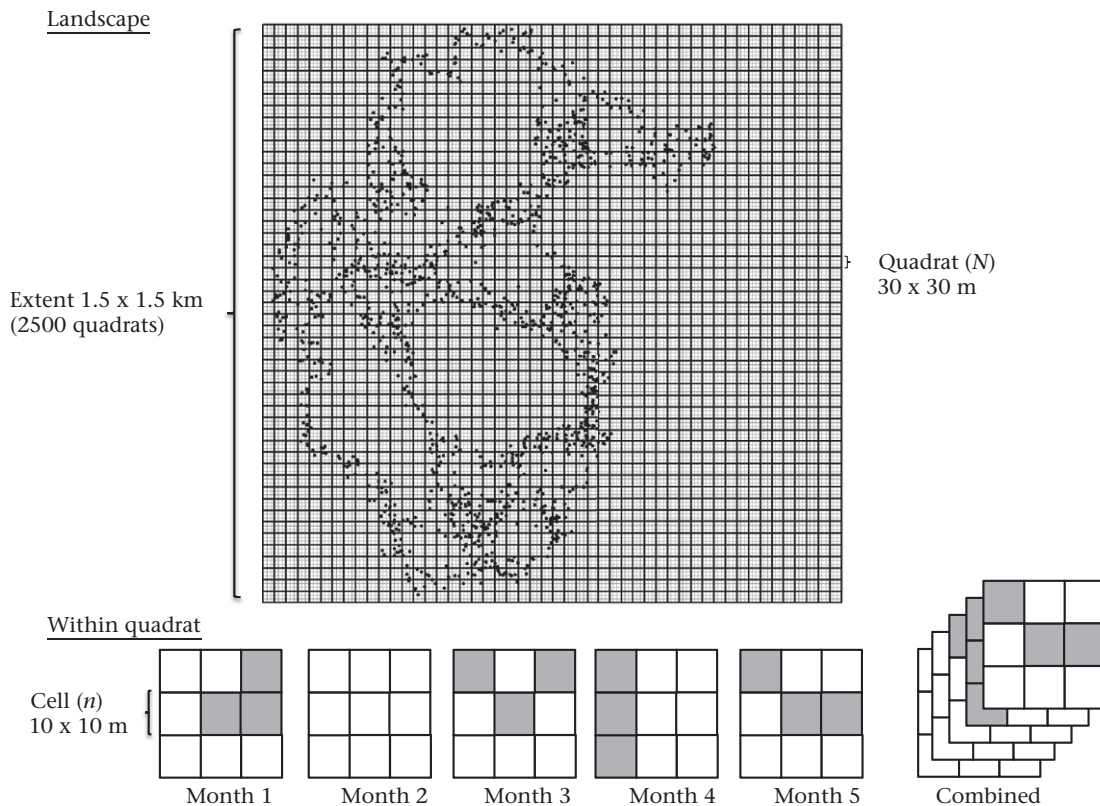 Landscape
Extent 1.5 x 1.5 km
(2500 quadrats)
Quadrat (N)
30 x 30 m
Within quadrat
Cell (n)
10 x 10 m
Month 1
Month 2
Month 3
Month 4
Month 5
Combined